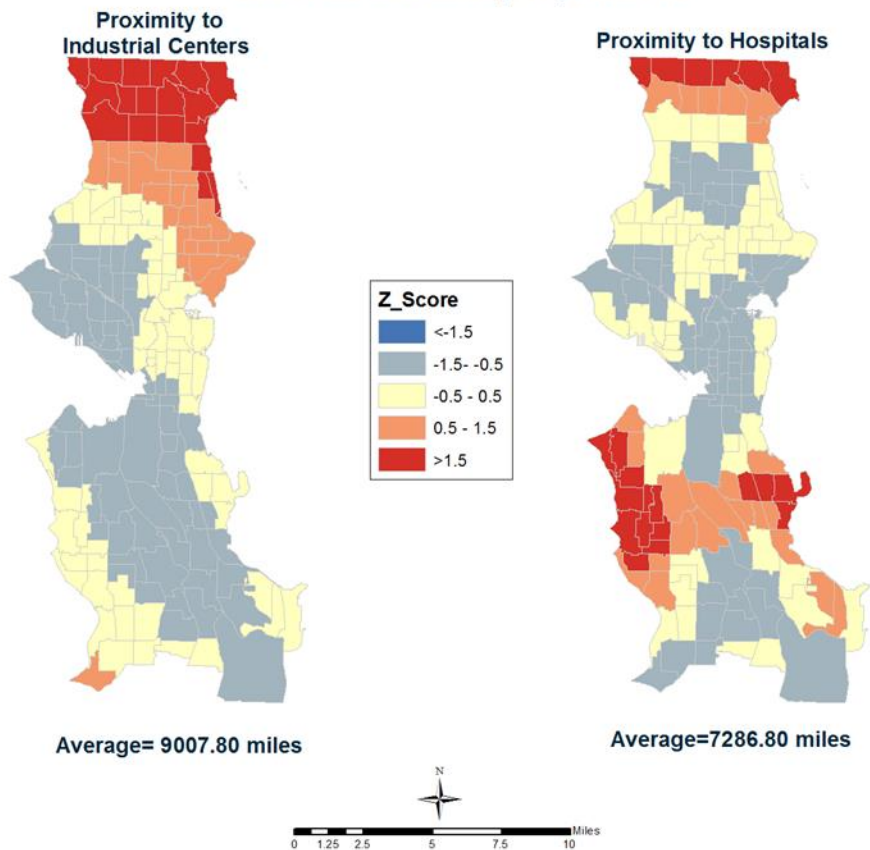 Proximity to
Industrial Centers
Proximity to Hospitals
Z_Score
<-1.5
-1.5- -0.5
-0.5 - 0.5
0.5 - 1.5
>1.5
Average= 9007.80 miles
Average=7286.80 miles
N
Miles
0 1.25 2.5 5 7.5 10